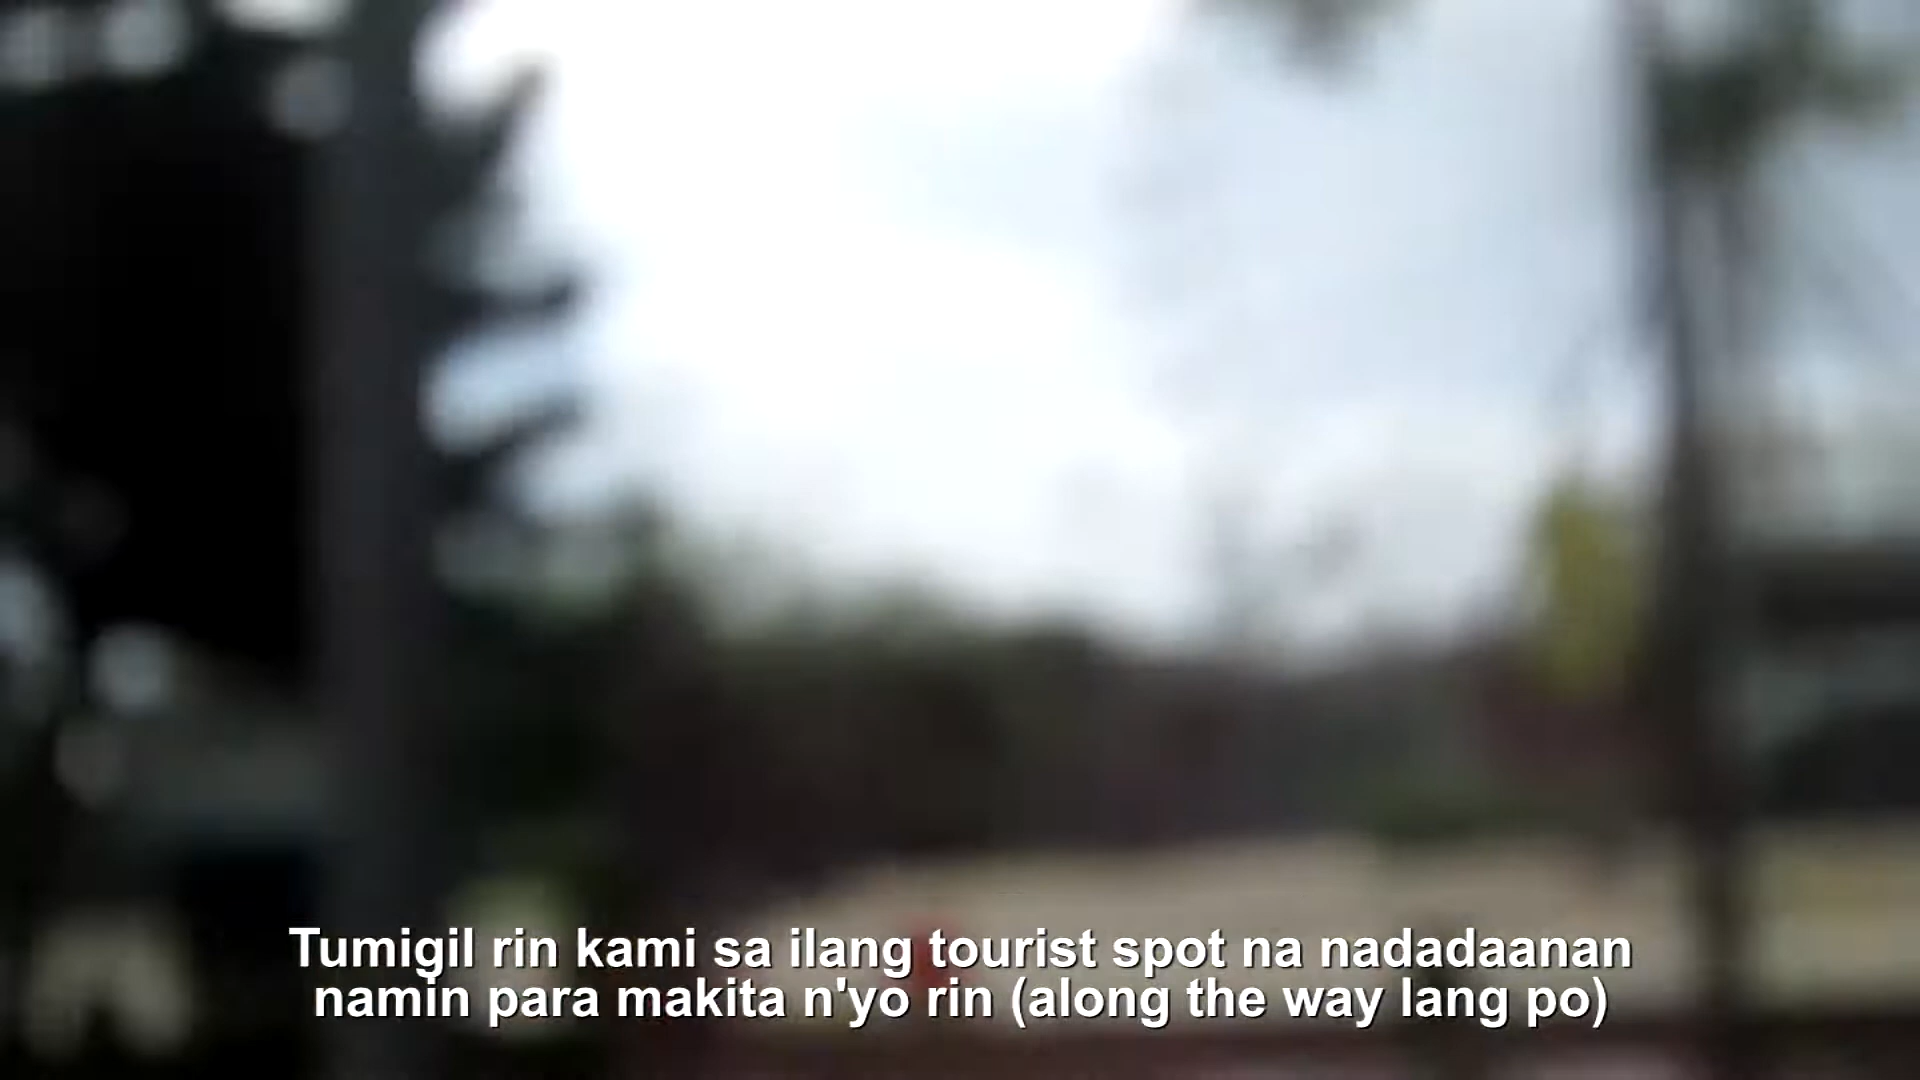 Tumigil rin kami sa ilang tourist spot na nadadaanan
namin para makita n'yo rin (along the way lang po)